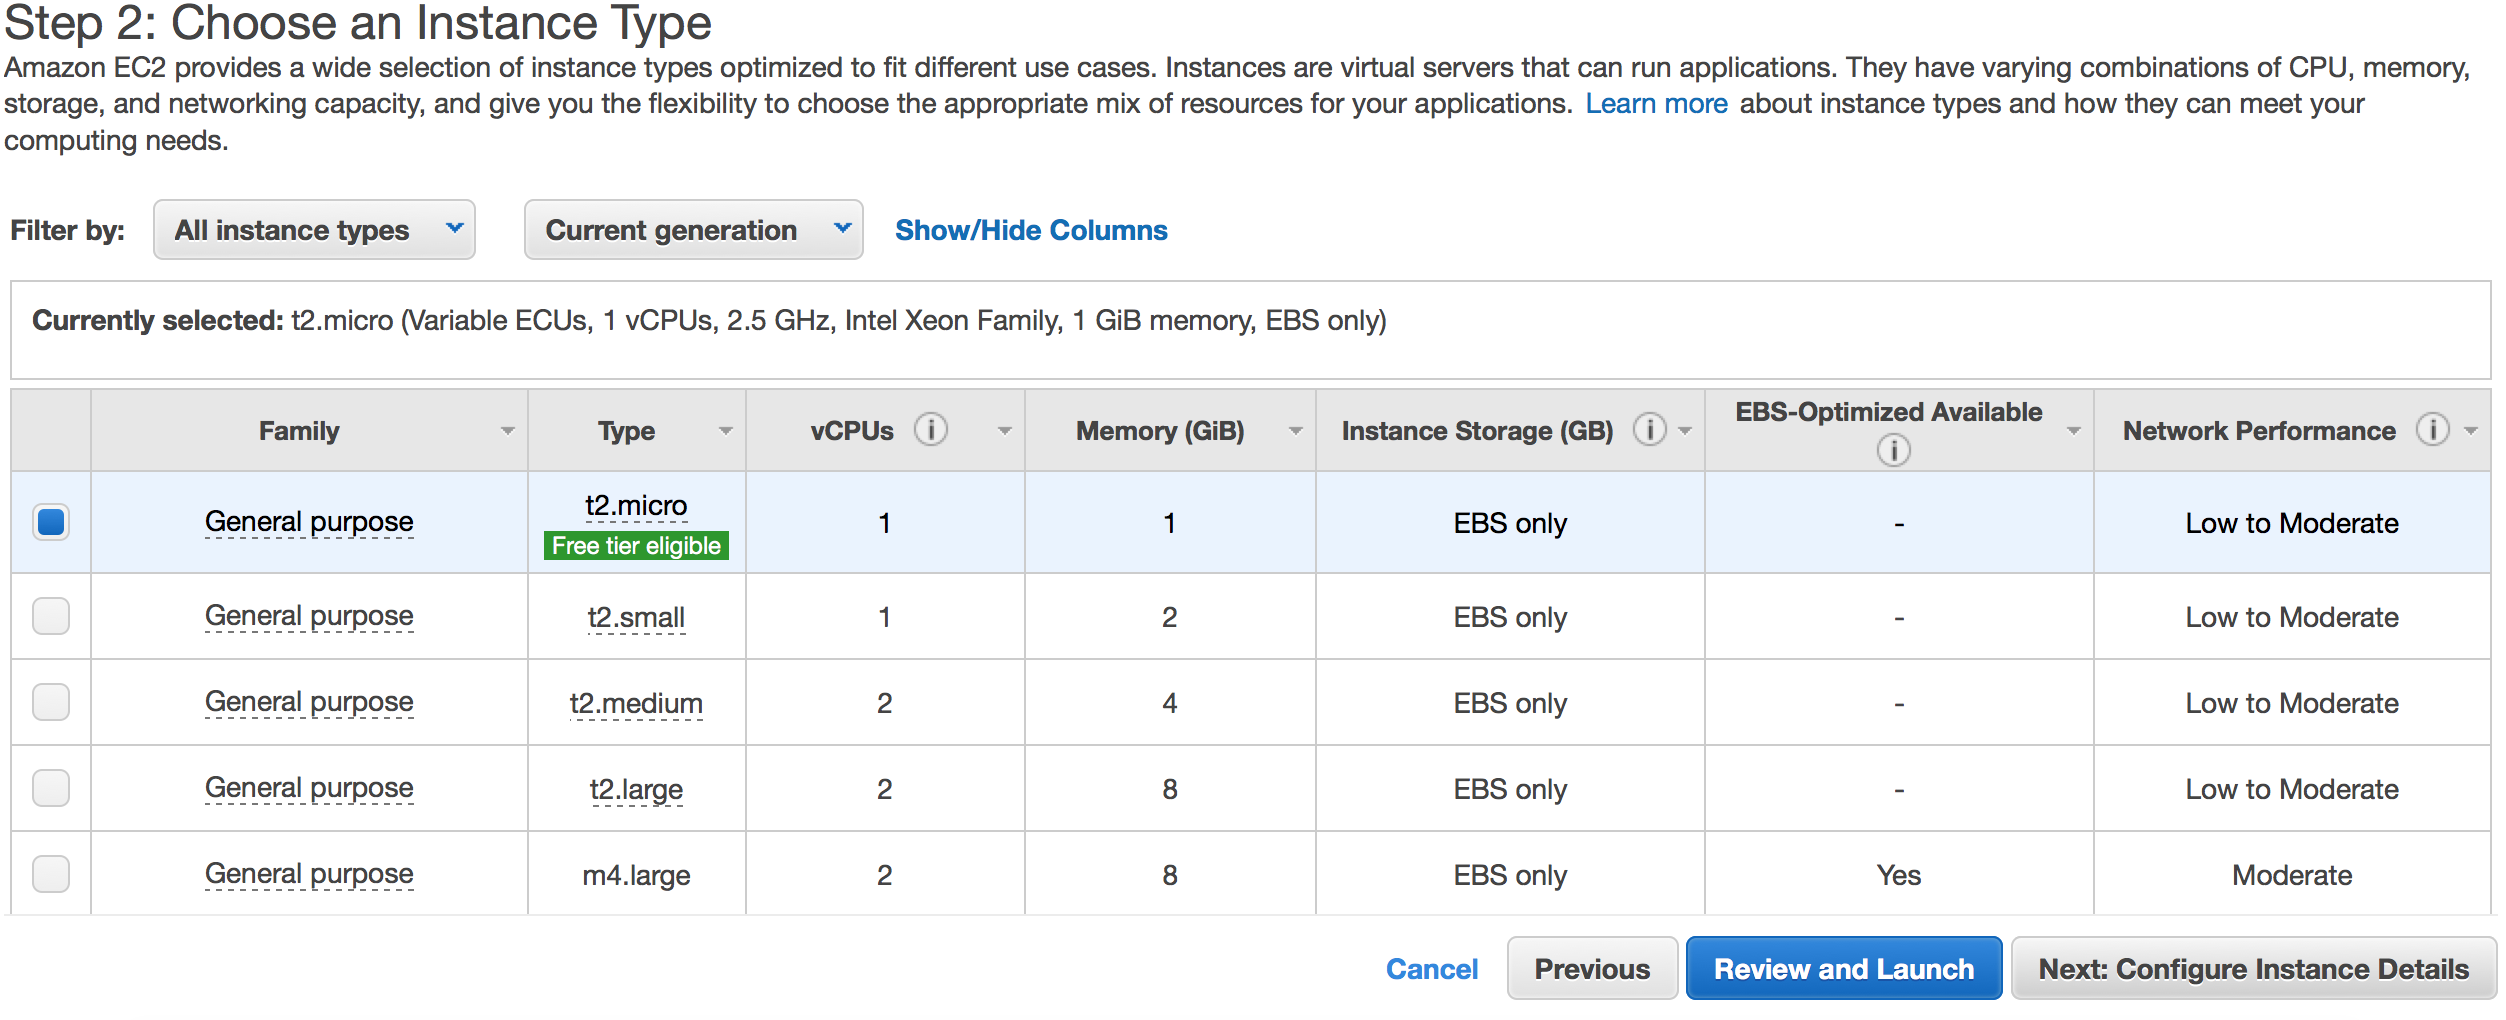 Step 2: Choose an Instance Type
Amazon EC2 provides a wide selection of instance types optimized to fit different use cases. Instances are virtual servers that can run applications. They have varying combinations of CPU, memory,
storage, and networking capacity, and give you the flexibility to choose the appropriate mix of resources for your applications. Learn more about instance types and how they can meet your
computing needs.
Filter by: All instance types Current generation Show/Hide Columns
Currently selected: t2.micro (Variable ECUs, 1 vCPUs, 2.5 GHz, Intel Xeon Family, 1 GiB memory, EBS only)
Family Type vCPUs i Memory (GiB) Instance Storage (GB) i EBS-Optimized Available i Network Performance i
General purpose t2.micro Free tier eligible 1 1 EBS only - Low to Moderate
General purpose t2.small 1 2 EBS only - Low to Moderate
General purpose t2.medium 2 4 EBS only - Low to Moderate
General purpose t2.large 2 8 EBS only - Low to Moderate
General purpose m4.large 2 8 EBS only Yes Moderate
Cancel Previous Review and Launch Next: Configure Instance Details